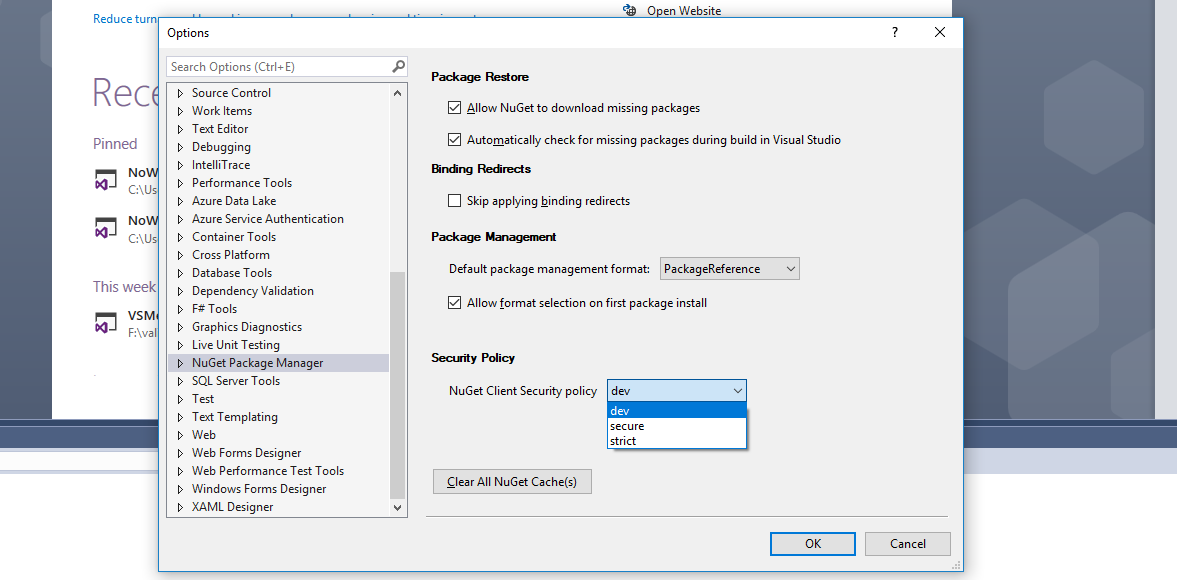 Reduce turn
Open Website
Options
?
Search Options (Ctrl+E)
Rece
Pinned
NoW
C:\Us
NoW
C:\Us
This week
VSMo
F:\val
Source Control
Work Items
Text Editor
Debugging
IntelliTrace
Performance Tools
Azure Data Lake
Azure Service Authentication
Container Tools
Cross Platform
Database Tools
Dependency Validation
F# Tools
Graphics Diagnostics
Live Unit Testing
NuGet Package Manager
SQL Server Tools
Test
Text Templating
Web
Web Forms Designer
Web Performance Test Tools
Windows Forms Designer
XAML Designer
Package Restore
Allow NuGet to download missing packages
Automatically check for missing packages during build in Visual Studio
Binding Redirects
Skip applying binding redirects
Package Management
Default package management format: PackageReference
Allow format selection on first package install
Security Policy
NuGet Client Security policy dev
dev
secure
strict
Clear All NuGet Cache(s)
OK Cancel